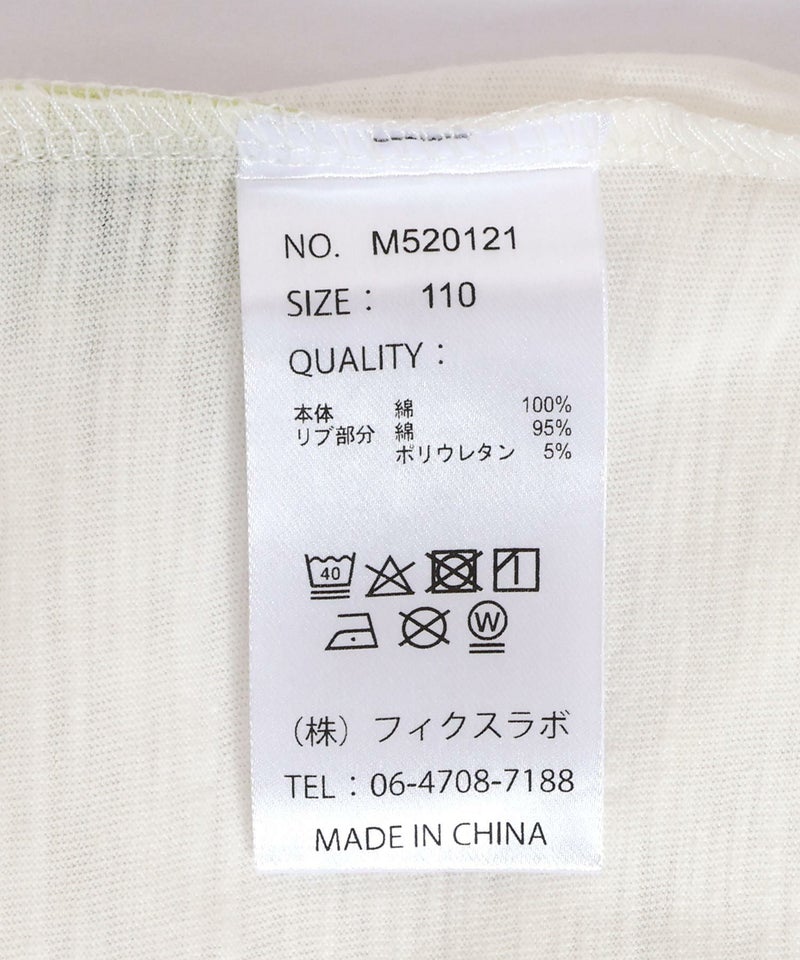 NO. M520121
SIZE： 110
QUALITY：
本体 綿 100%
リブ部分 綿 95%
ポリウレタン 5%
40
W
（株）フィクスラボ
TEL：06-4708-7188
MADE IN CHINA